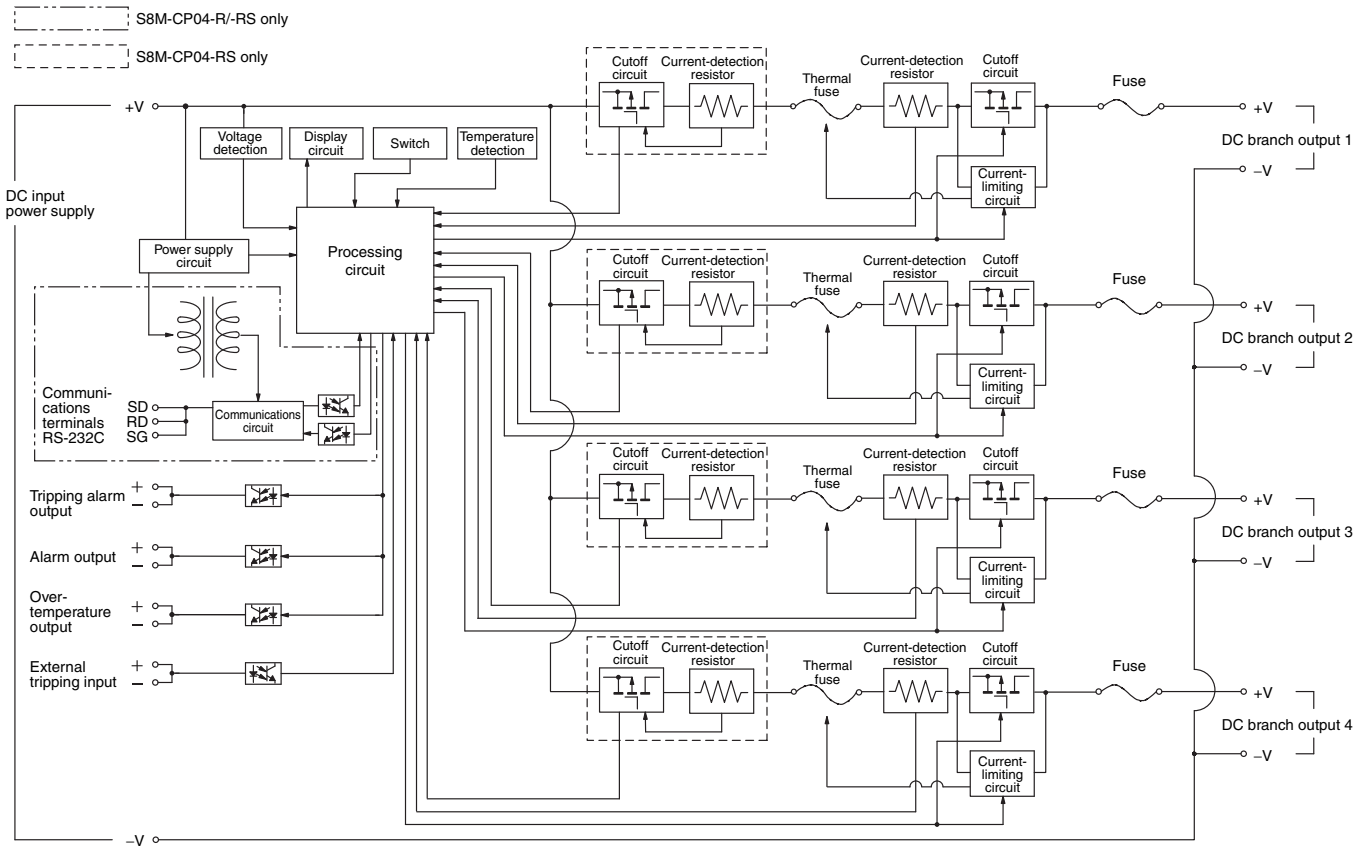 S8M-CP04-R/-RS only
S8M-CP04-RS only
DC input
power supply
+V
Voltage
detection
Display
circuit
Switch
Temperature
detection
Power supply
circuit
Processing
circuit
Communi-
cations
terminals
RS-232C
SD
RD
SG
Communications
circuit
Tripping alarm
output
+
−
Alarm output
+
−
Over-
temperature
output
+
−
External
tripping input
+
−
−V
Cutoff
circuit
Current-detection
resistor
Thermal
fuse
Current-detection
resistor
Cutoff
circuit
Current-
limiting
circuit
Fuse
+V
DC branch output 1
−V
Cutoff
circuit
Current-detection
resistor
Thermal
fuse
Current-detection
resistor
Cutoff
circuit
Current-
limiting
circuit
Fuse
+V
DC branch output 2
−V
Cutoff
circuit
Current-detection
resistor
Thermal
fuse
Current-detection
resistor
Cutoff
circuit
Current-
limiting
circuit
Fuse
+V
DC branch output 3
−V
Cutoff
circuit
Current-detection
resistor
Thermal
fuse
Current-detection
resistor
Cutoff
circuit
Current-
limiting
circuit
Fuse
+V
DC branch output 4
−V